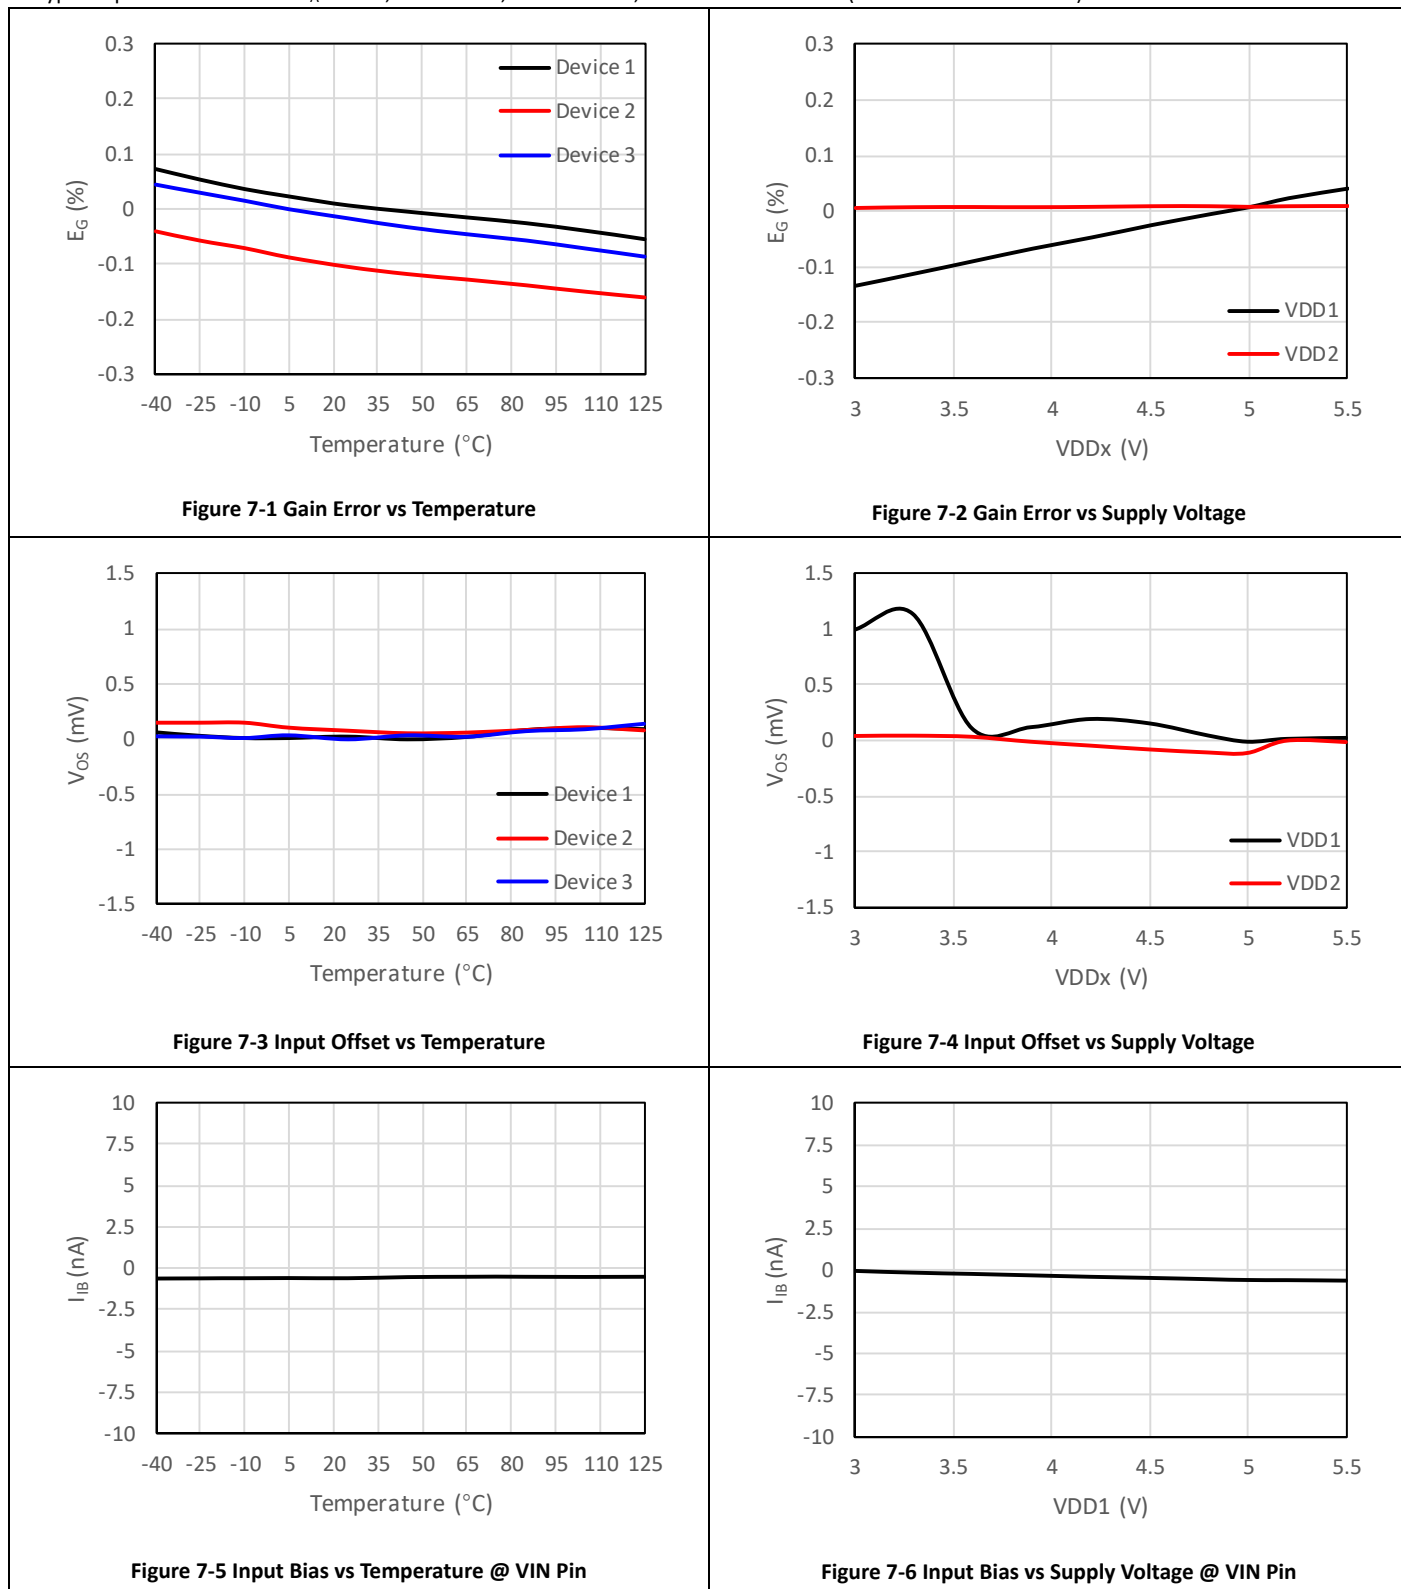 0.3
0.2
0.1
0
-0.1
-0.2
-0.3
E_G (%)
Device 1
Device 2
Device 3
-40 -25 -10 5 20 35 50 65 80 95 110 125
Temperature (°C)
Figure 7-1 Gain Error vs Temperature
0.3
0.2
0.1
0
-0.1
-0.2
-0.3
E_G (%)
VDD1
VDD2
3 3.5 4 4.5 5 5.5
VDDx (V)
Figure 7-2 Gain Error vs Supply Voltage
1.5
1
0.5
0
-0.5
-1
-1.5
V_OS (mV)
Device 1
Device 2
Device 3
-40 -25 -10 5 20 35 50 65 80 95 110 125
Temperature (°C)
Figure 7-3 Input Offset vs Temperature
1.5
1
0.5
0
-0.5
-1
-1.5
V_OS (mV)
VDD1
VDD2
3 3.5 4 4.5 5 5.5
VDDx (V)
Figure 7-4 Input Offset vs Supply Voltage
10
7.5
5
2.5
0
-2.5
-5
-7.5
-10
I_IB (nA)
-40 -25 -10 5 20 35 50 65 80 95 110 125
Temperature (°C)
Figure 7-5 Input Bias vs Temperature @ VIN Pin
10
7.5
5
2.5
0
-2.5
-5
-7.5
-10
I_IB (nA)
3 3.5 4 4.5 5 5.5
VDD1 (V)
Figure 7-6 Input Bias vs Supply Voltage @ VIN Pin